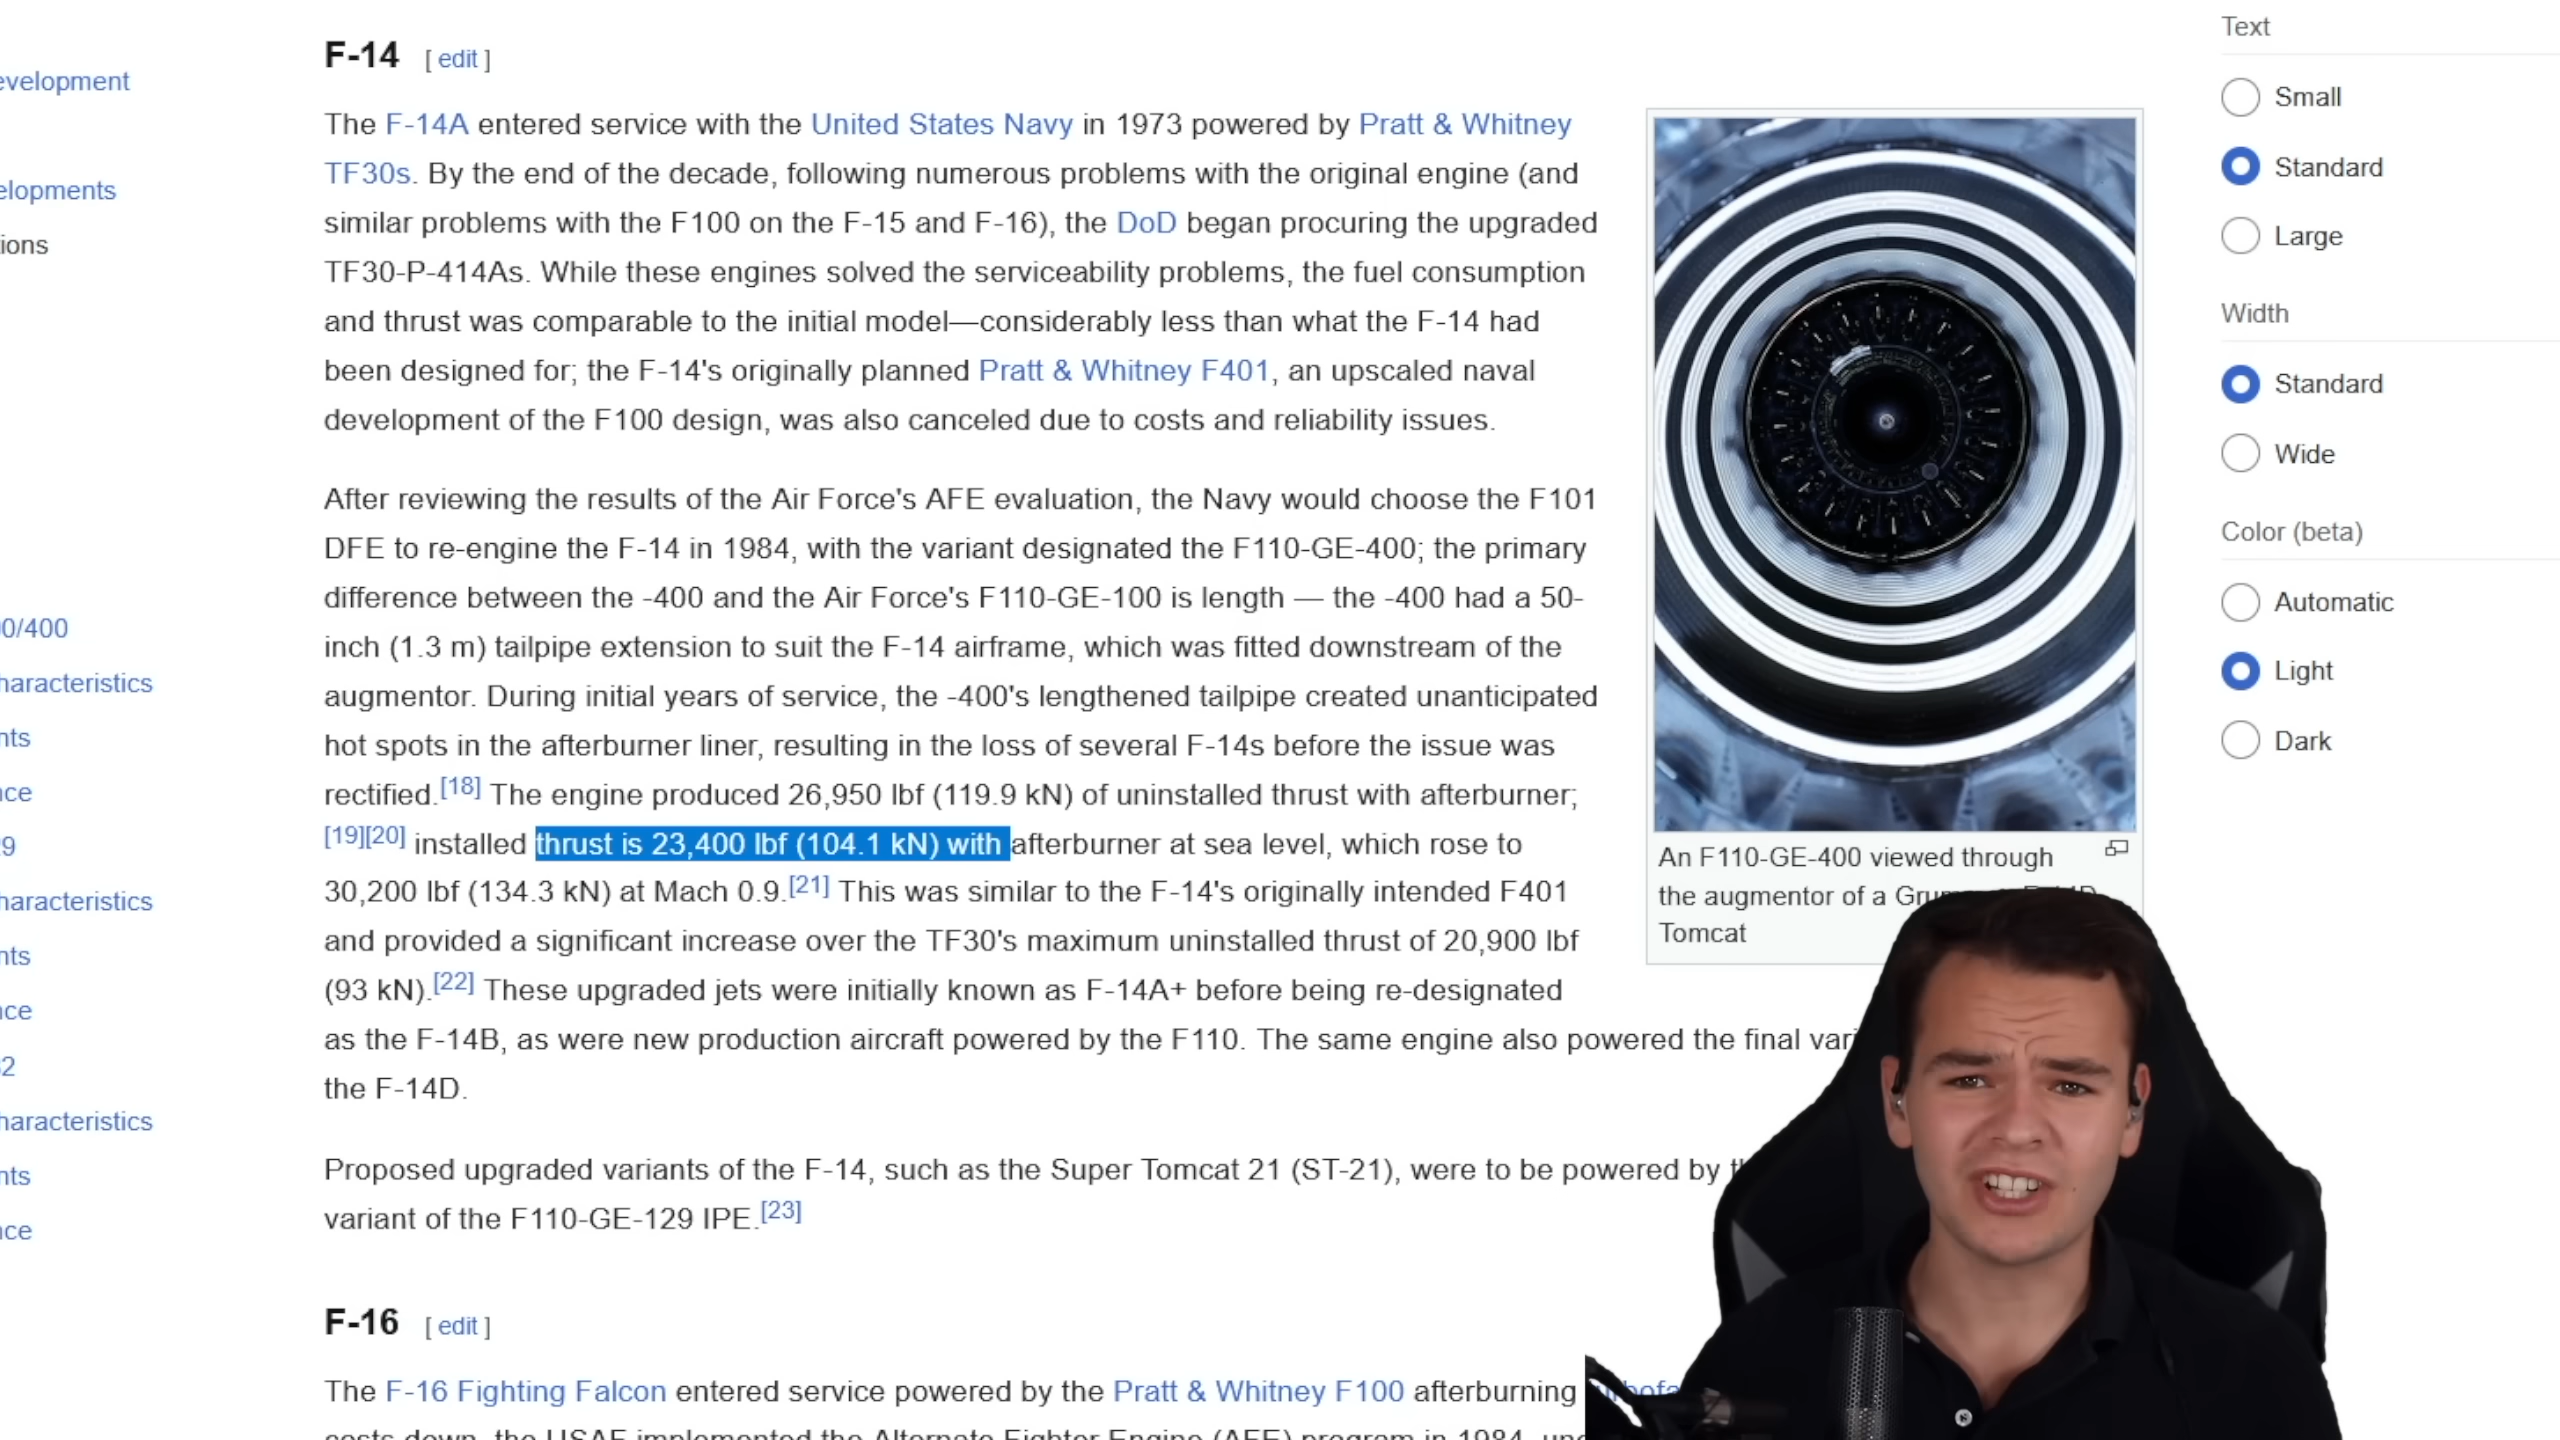 evelopment
elopments
ions
0/400
haracteristics
nts
nce
9
haracteristics
nts
nce
2
haracteristics
nts
nce
F-14 [ edit ]
The F-14A entered service with the United States Navy in 1973 powered by Pratt & Whitney
TF30s. By the end of the decade, following numerous problems with the original engine (and
similar problems with the F100 on the F-15 and F-16), the DoD began procuring the upgraded
TF30-P-414As. While these engines solved the serviceability problems, the fuel consumption
and thrust was comparable to the initial model—considerably less than what the F-14 had
been designed for; the F-14's originally planned Pratt & Whitney F401, an upscaled naval
development of the F100 design, was also canceled due to costs and reliability issues.
After reviewing the results of the Air Force's AFE evaluation, the Navy would choose the F101
DFE to re-engine the F-14 in 1984, with the variant designated the F110-GE-400; the primary
difference between the -400 and the Air Force's F110-GE-100 is length — the -400 had a 50-
inch (1.3 m) tailpipe extension to suit the F-14 airframe, which was fitted downstream of the
augmentor. During initial years of service, the -400's lengthened tailpipe created unanticipated
hot spots in the afterburner liner, resulting in the loss of several F-14s before the issue was
rectified.[18] The engine produced 26,950 lbf (119.9 kN) of uninstalled thrust with afterburner;
[19][20] installed thrust is 23,400 lbf (104.1 kN) with afterburner at sea level, which rose to
30,200 lbf (134.3 kN) at Mach 0.9.[21] This was similar to the F-14's originally intended F401
and provided a significant increase over the TF30's maximum uninstalled thrust of 20,900 lbf
(93 kN).[22] These upgraded jets were initially known as F-14A+ before being re-designated
as the F-14B, as were new production aircraft powered by the F110. The same engine also powered the final vari
the F-14D.
Proposed upgraded variants of the F-14, such as the Super Tomcat 21 (ST-21), were to be powered by
variant of the F110-GE-129 IPE.[23]
F-16 [ edit ]
The F-16 Fighting Falcon entered service powered by the Pratt & Whitney F100 afterburning
costs down, the USAF implemented the Alternate Fighter Engine (AFE) program in 1984,
An F110-GE-400 viewed through
the augmentor of a
Tomcat
Text
Small
Standard
Large
Width
Standard
Wide
Color (beta)
Automatic
Light
Dark